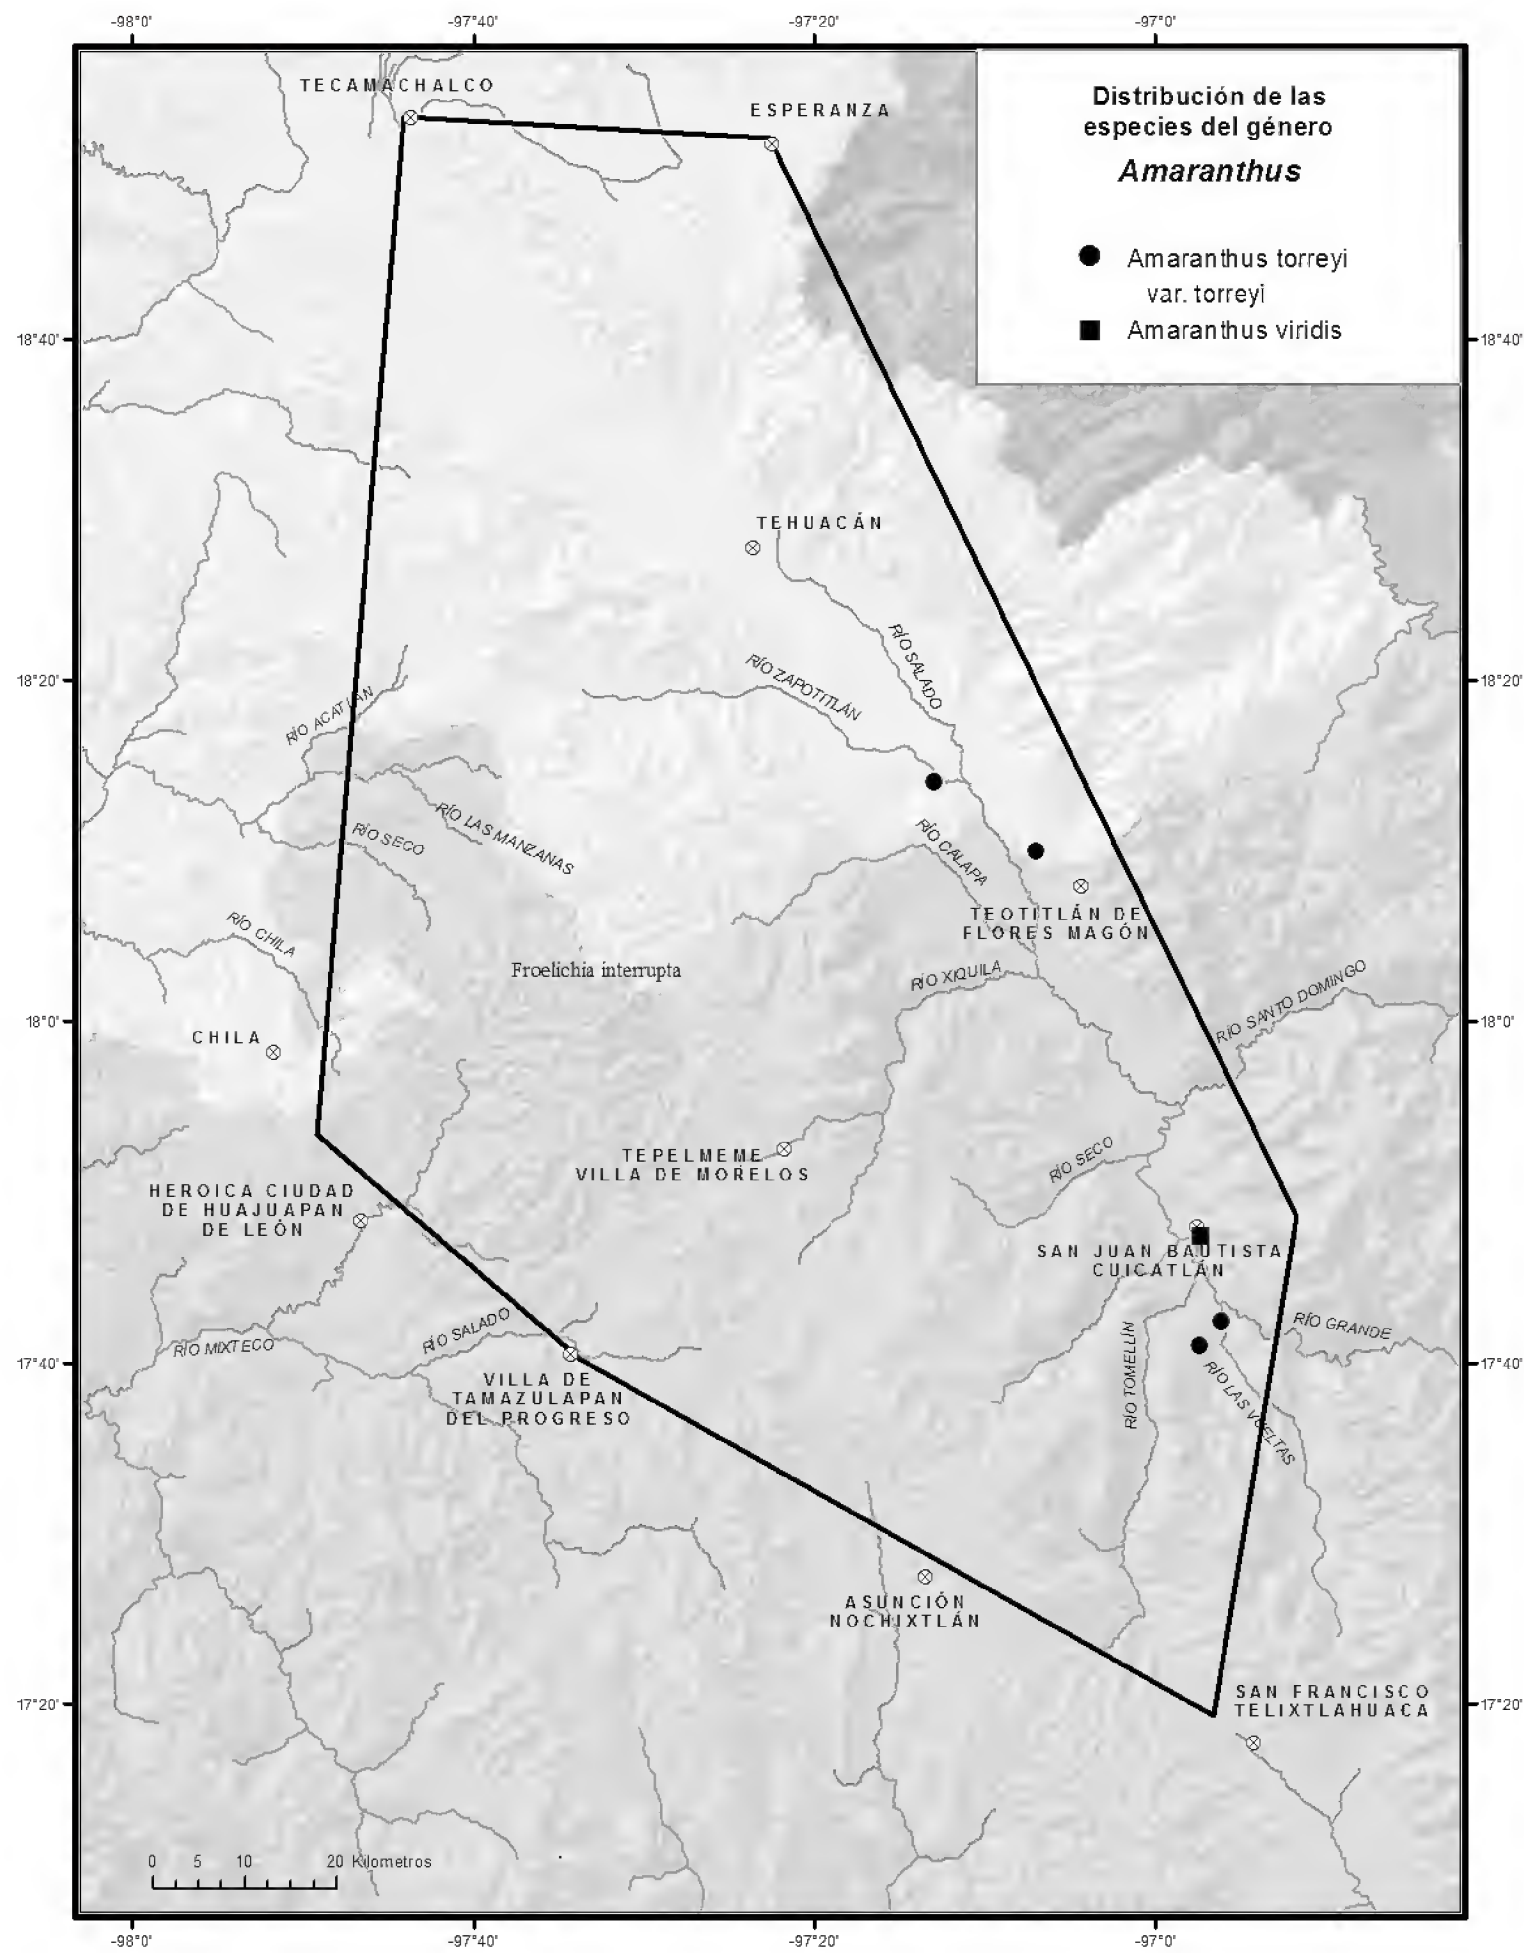 -98°0'
-97°40'
-97°20'
-97°0'
TECAMACHALCO
ESPERANZA
Distribución de las
especies del género
Amaranthus
Amaranthus torreyi
var. torreyi
Amaranthus viridis
18°40'
18°40'
TEHUACÁN
RÍO SALADO
RÍO ZAPOTITLÁN
18°20'
18°20'
RÍO ACATLÁN
RÍO LAS MANZANAS
RÍO SECO
RÍO CALAPA
TEOTITLÁN DE
FLORES MAGÓN
RÍO CHILA
Froelichia interrupta
RÍO XIQUILA
RÍO SANTO DOMINGO
18°0'
18°0'
CHILA
TEPELMEME
VILLA DE MORELOS
RÍO SECO
HEROICA CIUDAD
DE HUAJUAPAN
DE LEÓN
SAN JUAN BAUTISTA
CUICATLÁN
RÍO SALADO
RÍO MIXTECO
RÍO GRANDE
RÍO TOMELLÍN
RÍO LAS VUELTAS
17°40'
17°40'
VILLA DE
TAMAZULAPAN
DEL PROGRESO
ASUNCIÓN
NOCHIXTLÁN
SAN FRANCISCO
TELIXTLAHUACA
17°20'
17°20'
0 5 10 20 Kilometros
-98°0'
-97°40'
-97°20'
-97°0'